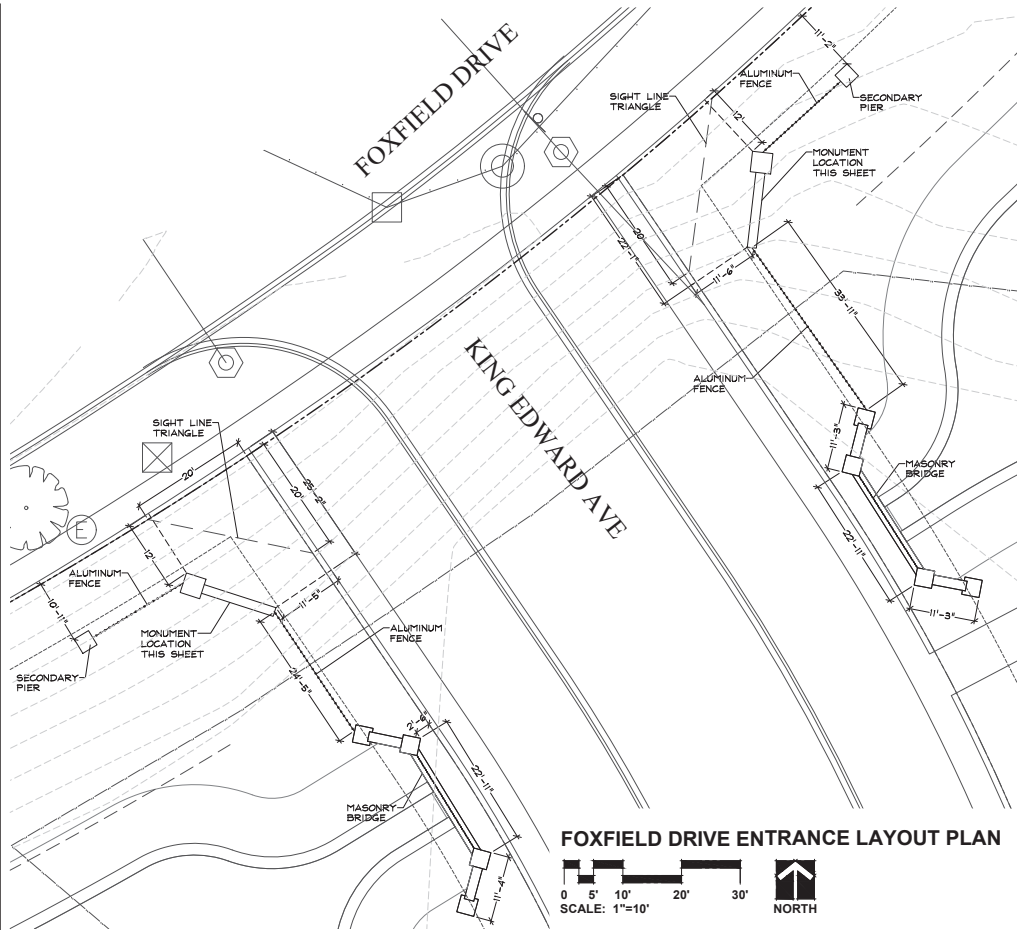 FOXFIELD DRIVE
11'-2"
ALUMINUM
FENCE
SIGHT LINE
TRIANGLE
SECONDARY
PIER
12'
MONUMENT
LOCATION
THIS SHEET
20'
22'-1"
11'-6"
33'-11"
KING EDWARD AVE
ALUMINUM
FENCE
11'-3"
MASONRY
BRIDGE
22'-11"
11'-3"
SIGHT LINE
TRIANGLE
20'
20'
25'-2"
E
12'
ALUMINUM
FENCE
10'-11"
11'-5"
MONUMENT
LOCATION
THIS SHEET
ALUMINUM
FENCE
SECONDARY
PIER
24'-5"
2'-6"
22'-11"
MASONRY
BRIDGE
11'-4"
FOXFIELD DRIVE ENTRANCE LAYOUT PLAN
0 5' 10' 20' 30'
SCALE: 1"=10'
NORTH